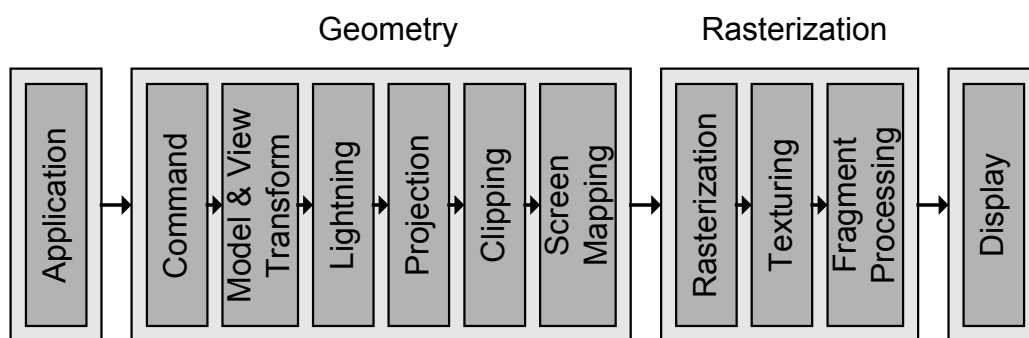 Geometry
Rasterization
Application
Command
Model & View
Transform
Lightning
Projection
Clipping
Screen
Mapping
Rasterization
Texturing
Fragment
Processing
Display